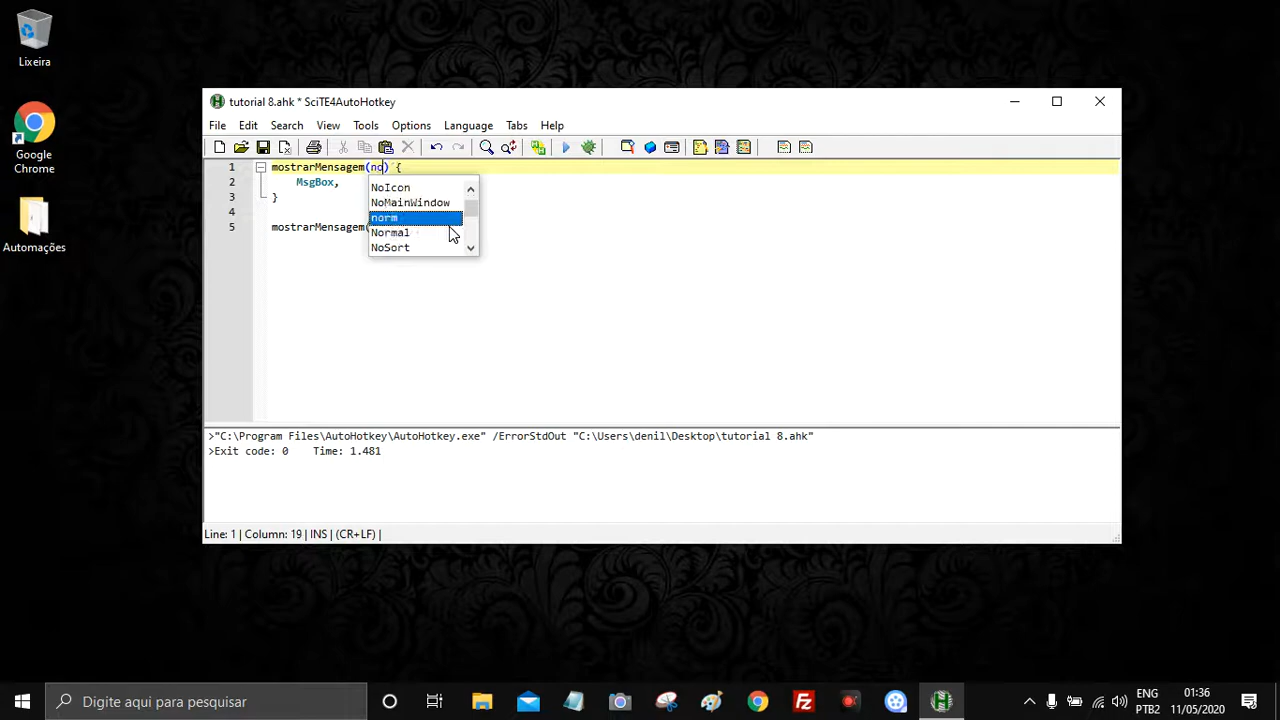 Lixeira
Google
Chrome
Automações
tutorial 8.ahk * SciTE4AutoHotkey
File Edit Search View Tools Options Language Tabs Help
1 mostrarMensagem(no) {
2 MsgBox,
3 }
4
5 mostrarMensagem(
NoIcon
NoMainWindow
norm
Normal
NoSort
>"C:\Program Files\AutoHotkey\AutoHotkey.exe" /ErrorStdOut "C:\Users\denil\Desktop\tutorial 8.ahk"
>Exit code: 0 Time: 1.481
Line: 1 | Column: 19 | INS | (CR+LF) |
Digite aqui para pesquisar
ENG
PTB2
01:36
11/05/2020